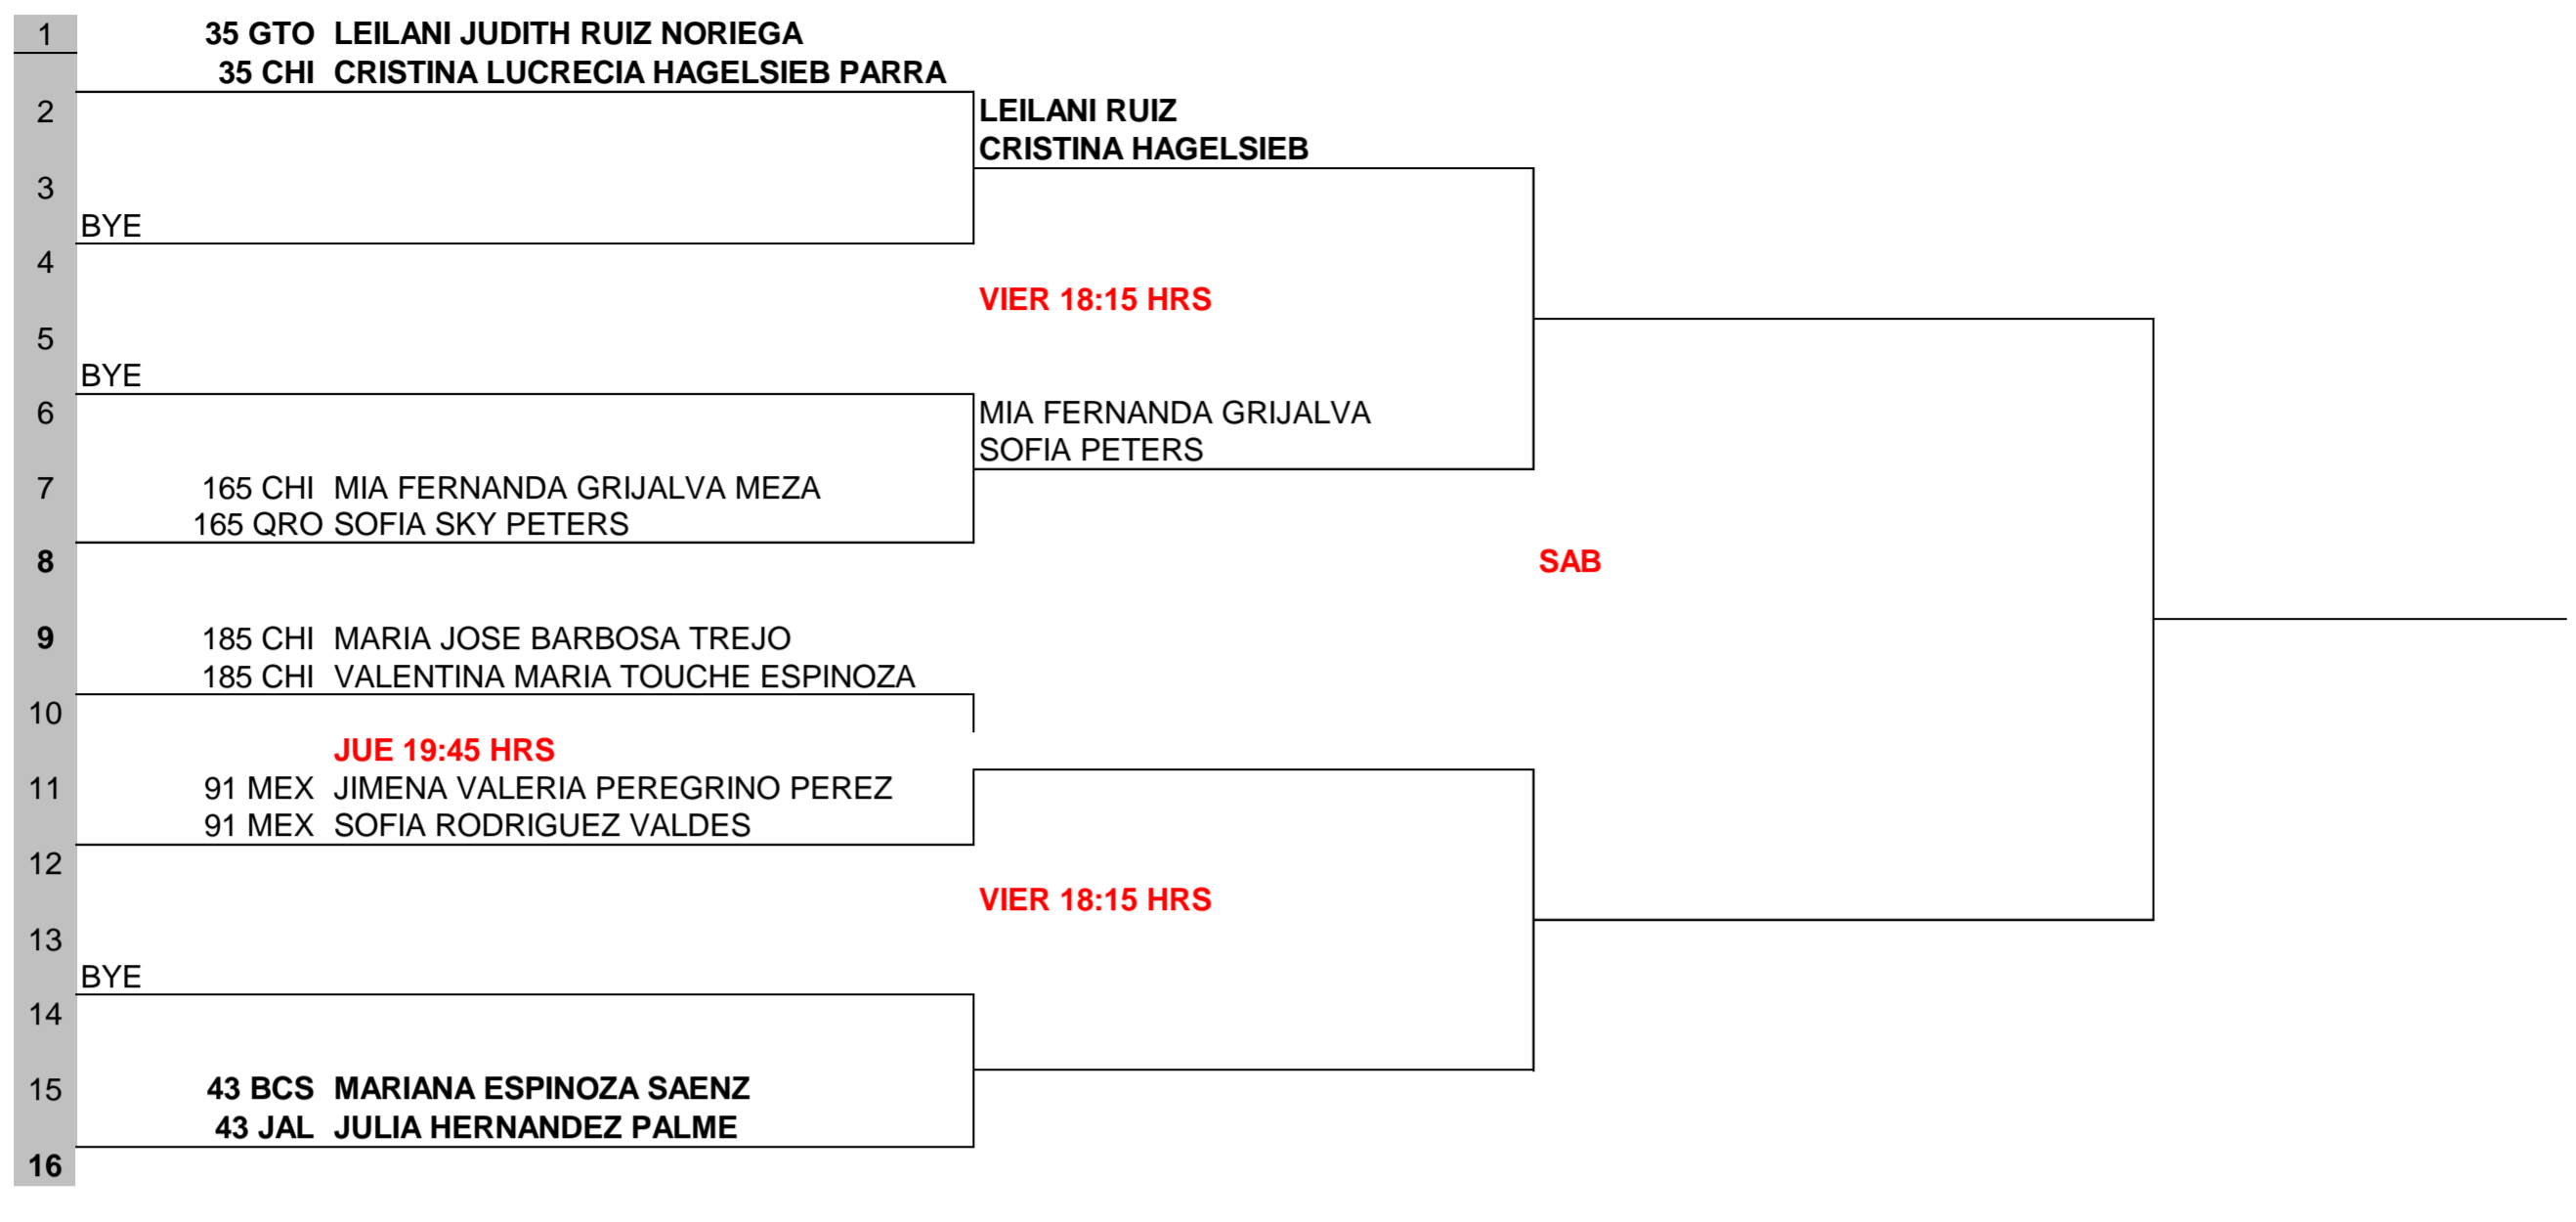 1 35 GTO LEILANI JUDITH RUIZ NORIEGA
35 CHI CRISTINA LUCRECIA HAGELSIEB PARRA
2 LEILANI RUIZ
CRISTINA HAGELSIEB
3
BYE
4
VIER 18:15 HRS
5
BYE
6 MIA FERNANDA GRIJALVA
SOFIA PETERS
7 165 CHI MIA FERNANDA GRIJALVA MEZA
165 QRO SOFIA SKY PETERS
8 SAB
9 185 CHI MARIA JOSE BARBOSA TREJO
185 CHI VALENTINA MARIA TOUCHE ESPINOZA
10
JUE 19:45 HRS
11 91 MEX JIMENA VALERIA PEREGRINO PEREZ
91 MEX SOFIA RODRIGUEZ VALDES
12
VIER 18:15 HRS
13
BYE
14
15 43 BCS MARIANA ESPINOZA SAENZ
43 JAL JULIA HERNANDEZ PALME
16